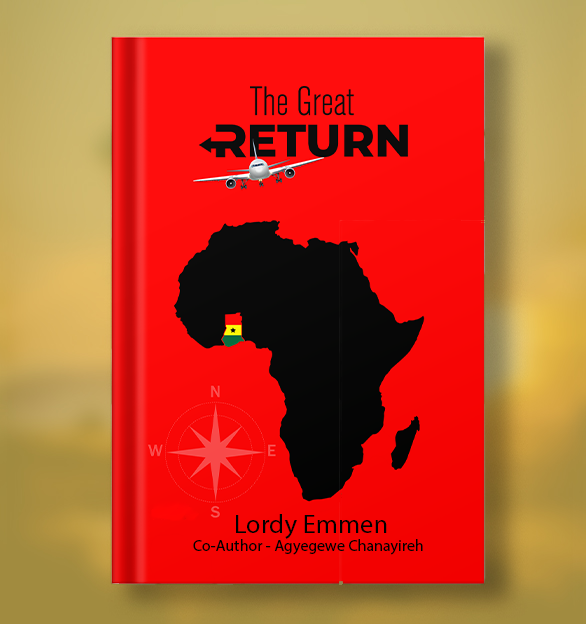 The Great
RETURN
N
W E
S
Lordy Emmen
Co-Author - Agyegewe Chanayireh